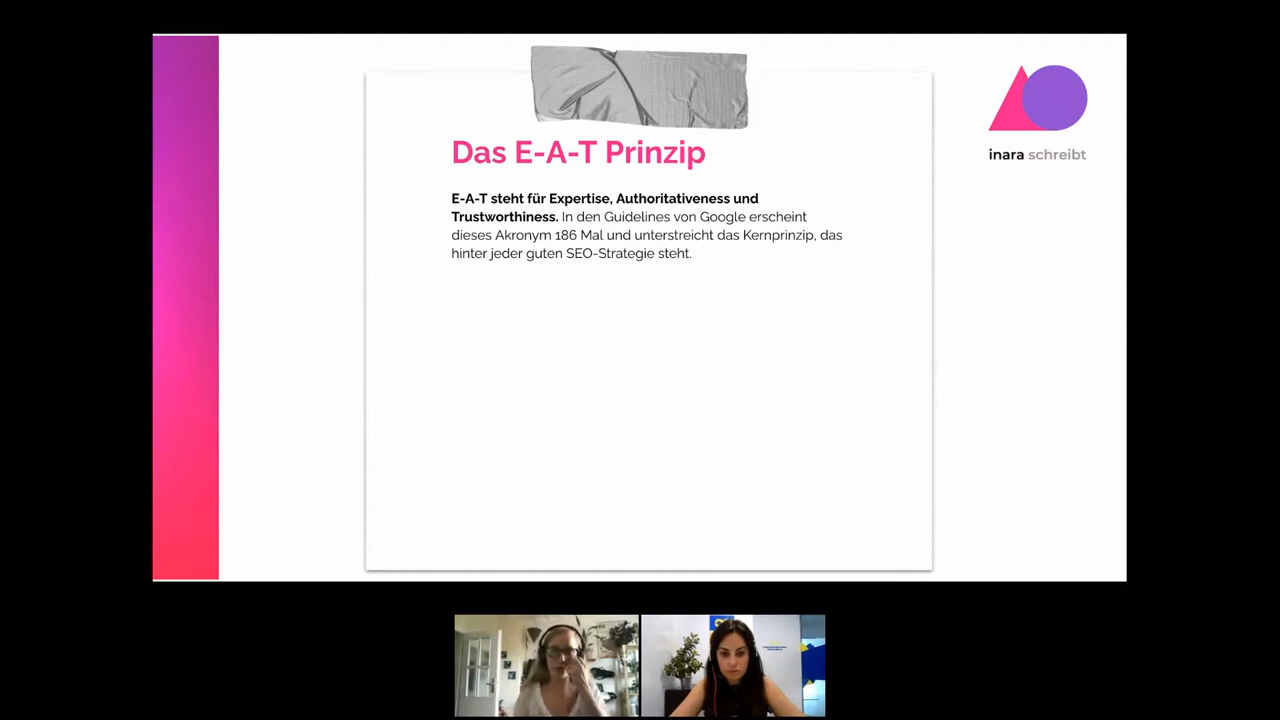 Das E-A-T Prinzip
inara schreibt
E-A-T steht für Expertise, Authoritativeness und
Trustworthiness. In den Guidelines von Google erscheint
dieses Akronym 186 Mal und unterstreicht das Kernprinzip, das
hinter jeder guten SEO-Strategie steht.